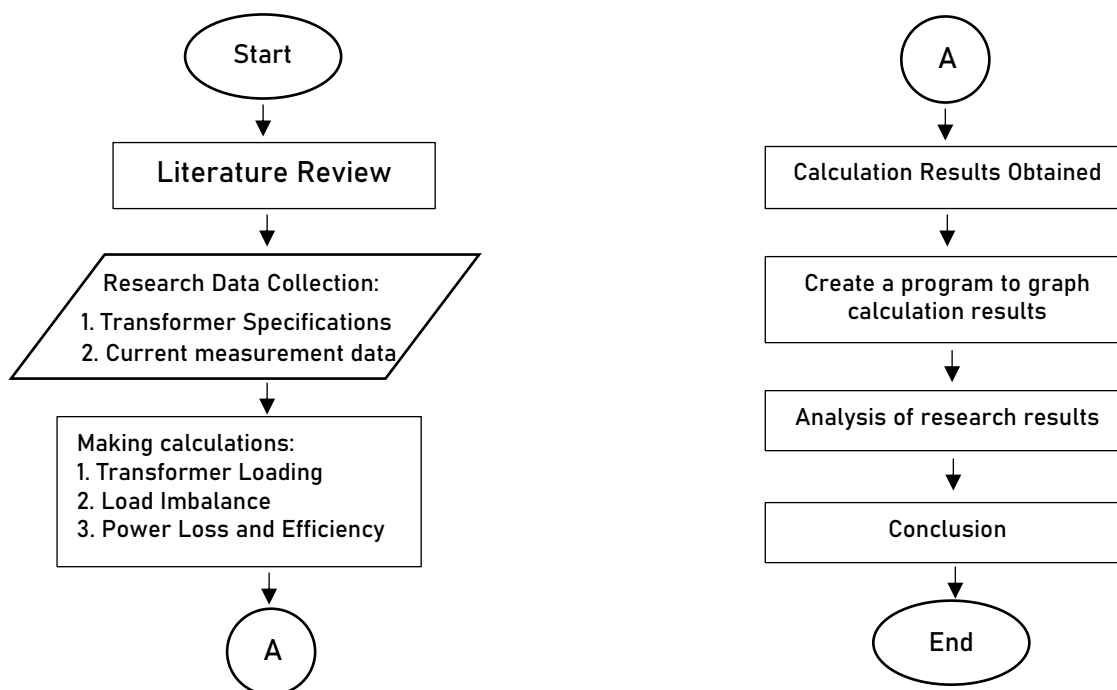 Start
Literature Review
Research Data Collection:
1. Transformer Specifications
2. Current measurement data
Making calculations:
1. Transformer Loading
2. Load Imbalance
3. Power Loss and Efficiency
A
A
Calculation Results Obtained
Create a program to graph
calculation results
Analysis of research results
Conclusion
End